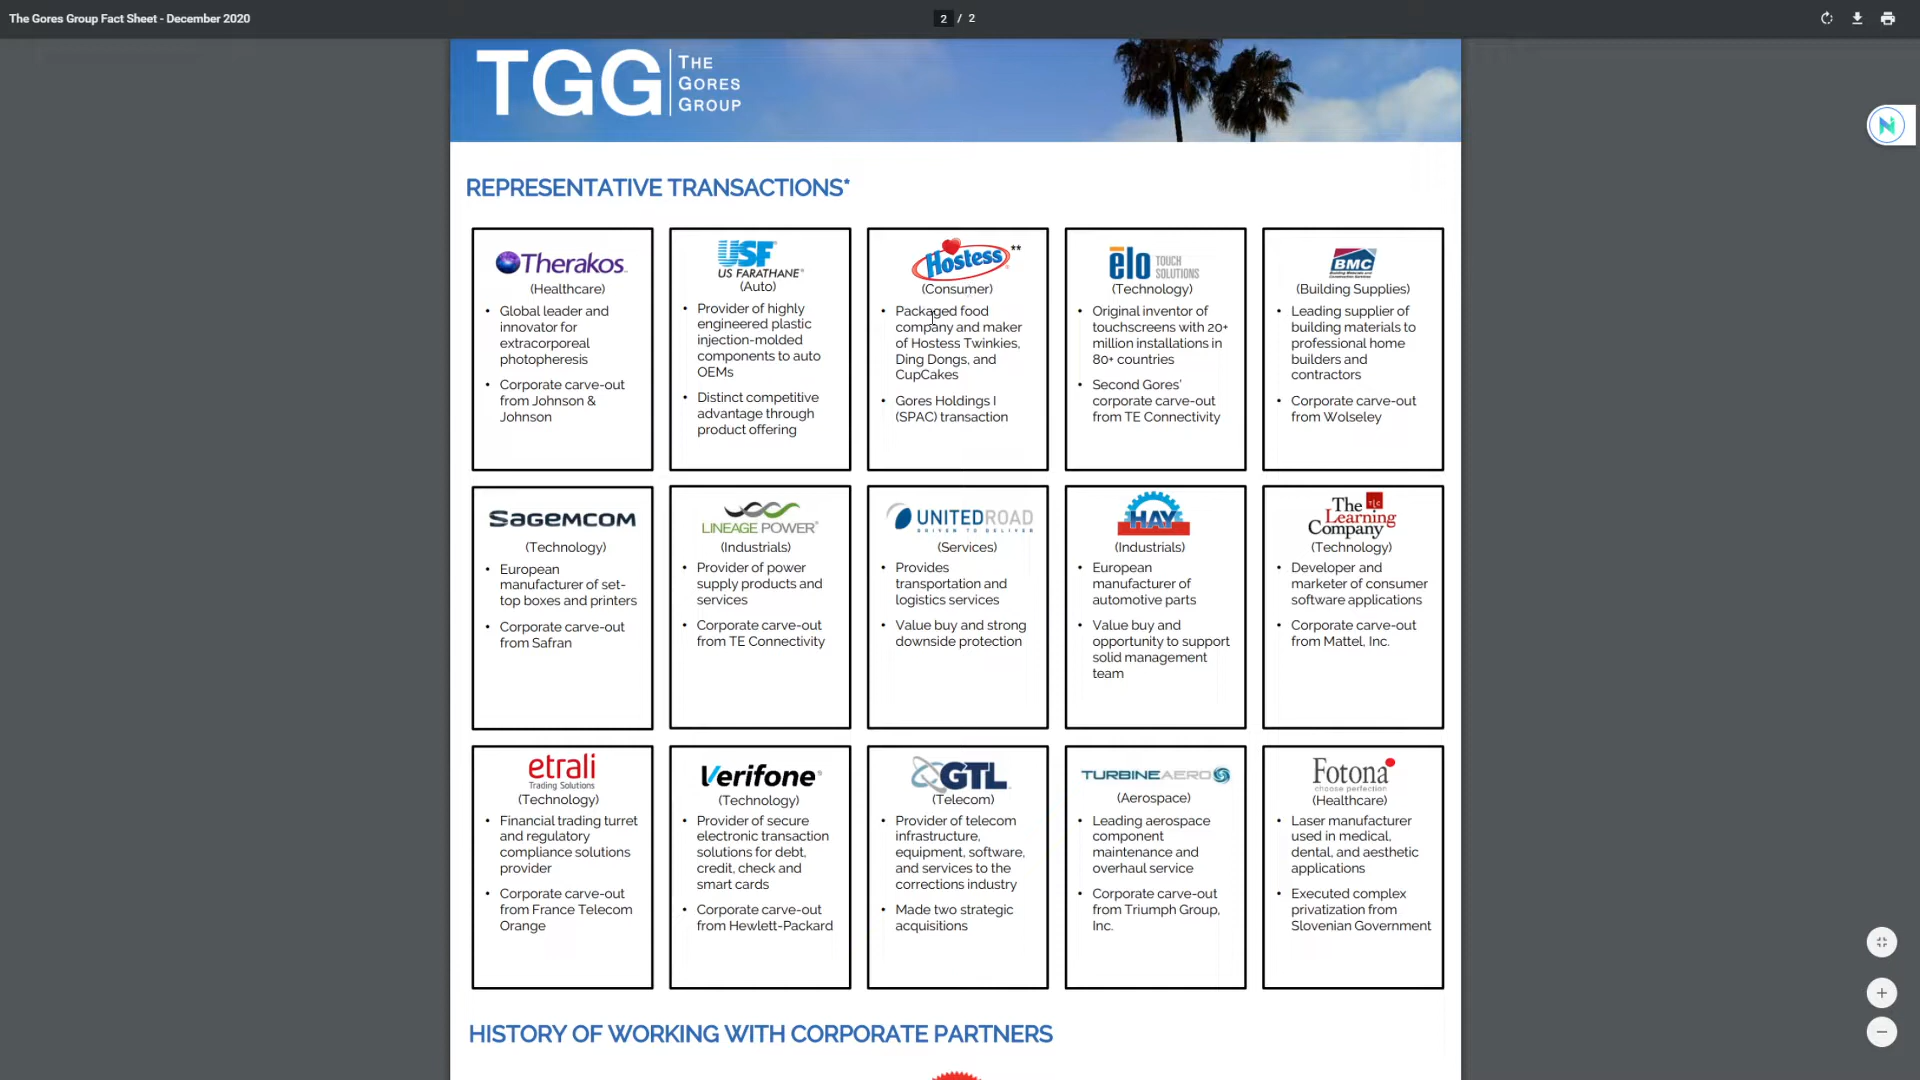 The Gores Group Fact Sheet - December 2020
2 / 2
TGG THE
GORES
GROUP
REPRESENTATIVE TRANSACTIONS*
Therakos
(Healthcare)
• Global leader and
innovator for
extracorporeal
photopheresis
• Corporate carve-out
from Johnson &
Johnson
USF
US FARATHANE®
(Auto)
• Provider of highly
engineered plastic
injection-molded
components to auto
OEMs
• Distinct competitive
advantage through
product offering
Hostess **
(Consumer)
• Packaged food
company and maker
of Hostess Twinkies,
Ding Dongs, and
CupCakes
• Gores Holdings I
(SPAC) transaction
elo TOUCH
SOLUTIONS
(Technology)
• Original inventor of
touchscreens with 20+
million installations in
80+ countries
• Second Gores'
corporate carve-out
from TE Connectivity
BMC
(Building Supplies)
• Leading supplier of
building materials to
professional home
builders and
contractors
• Corporate carve-out
from Wolseley
SAGEMCOM
(Technology)
• European
manufacturer of set-
top boxes and printers
• Corporate carve-out
from Safran
LINEAGE POWER®
(Industrials)
• Provider of power
supply products and
services
• Corporate carve-out
from TE Connectivity
UNITEDROAD
DRIVEN TO DELIVER
(Services)
• Provides
transportation and
logistics services
• Value buy and strong
downside protection
HAY
(Industrials)
• European
manufacturer of
automotive parts
• Value buy and
opportunity to support
solid management
team
The TLC
Learning
Company
(Technology)
• Developer and
marketer of consumer
software applications
• Corporate carve-out
from Mattel, Inc.
etrali
Trading Solutions
(Technology)
• Financial trading turret
and regulatory
compliance solutions
provider
• Corporate carve-out
from France Telecom
Orange
Verifone®
(Technology)
• Provider of secure
electronic transaction
solutions for debt,
credit, check and
smart cards
• Corporate carve-out
from Hewlett-Packard
GTL
(Telecom)
• Provider of telecom
infrastructure,
equipment, software,
and services to the
corrections industry
• Made two strategic
acquisitions
TURBINEAERO
(Aerospace)
• Leading aerospace
component
maintenance and
overhaul service
• Corporate carve-out
from Triumph Group,
Inc.
Fotona
choose perfection
(Healthcare)
• Laser manufacturer
used in medical,
dental, and aesthetic
applications
• Executed complex
privatization from
Slovenian Government
HISTORY OF WORKING WITH CORPORATE PARTNERS